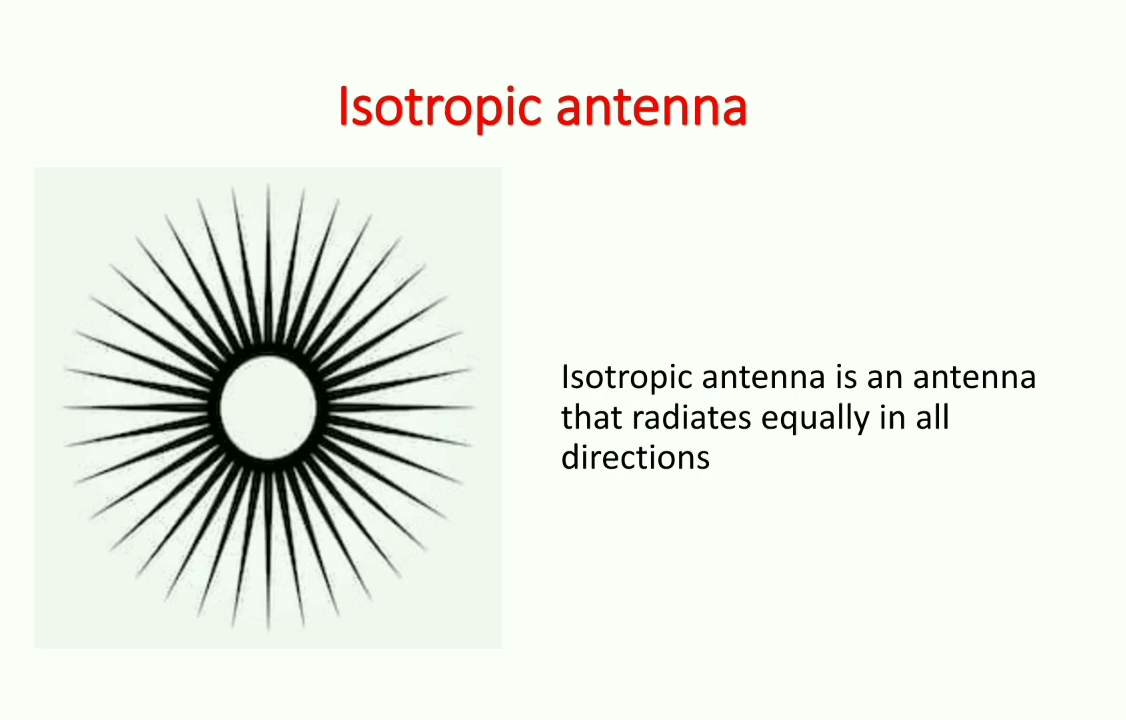 Isotropic antenna
Isotropic antenna is an antenna
that radiates equally in all
directions